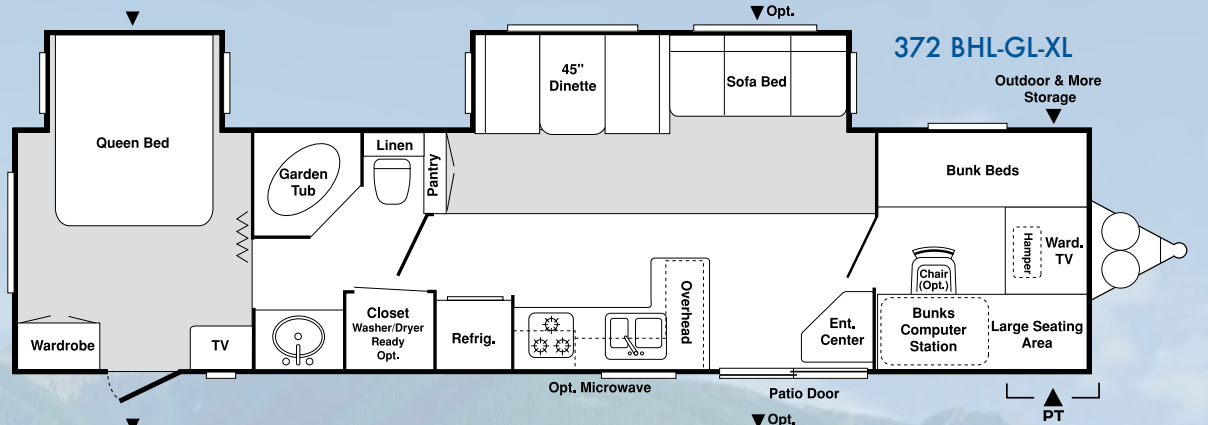 Opt.
372 BHL-GL-XL
Outdoor & More
Storage
45"
Dinette
Sofa Bed
Queen Bed
Linen
Garden
Tub
Pantry
Bunk Beds
Hamper
Ward.
TV
Chair
(Opt.)
Overhead
Closet
Washer/Dryer
Ready
Opt.
Refrig.
Ent.
Center
Bunks
Computer
Station
Large Seating
Area
Wardrobe
TV
Opt. Microwave
Patio Door
PT
Opt.